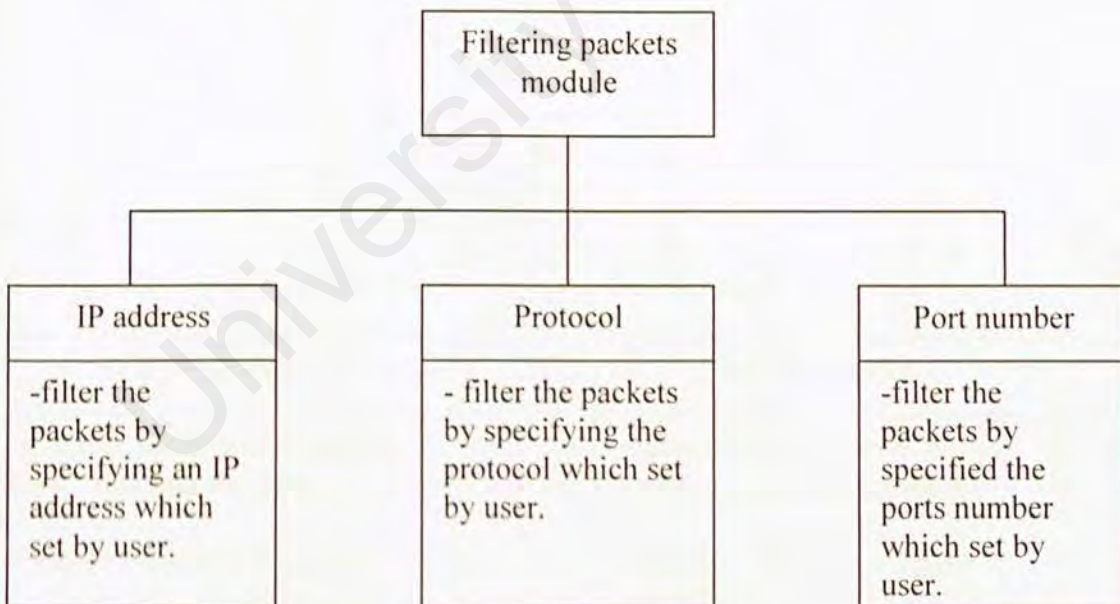 Filtering packets
module
IP address
-filter the
packets by
specifying an IP
address which
set by user.
Protocol
- filter the packets
by specifying the
protocol which set
by user.
Port number
-filter the
packets by
specified the
ports number
which set by
user.
University